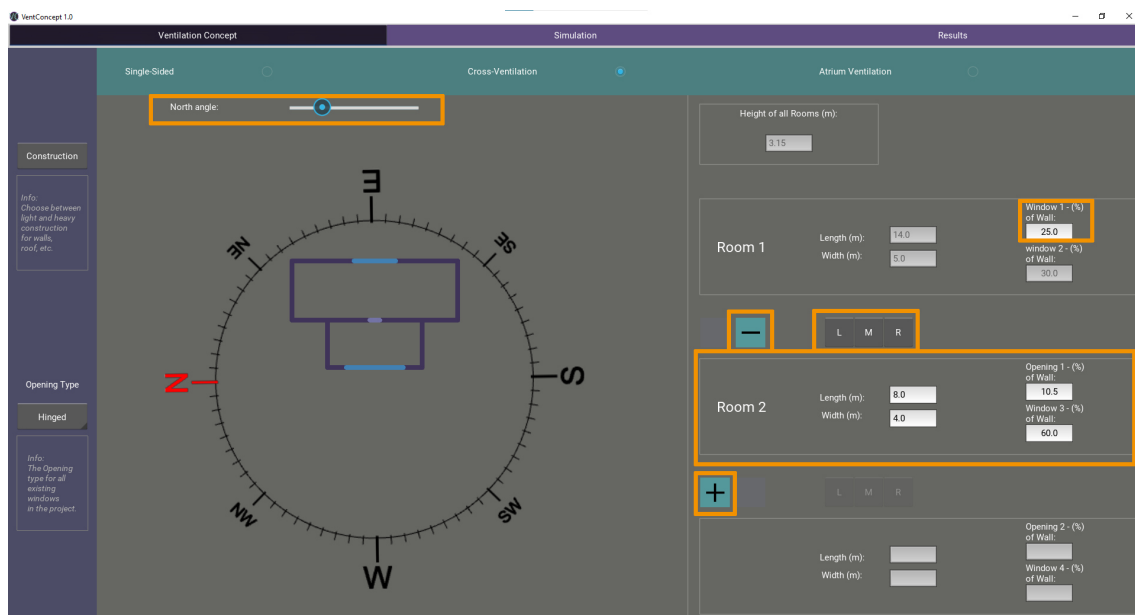 VentConcept 1.0
Ventilation Concept
Simulation
Results
Single-Sided
Cross-Ventilation
Atrium Ventilation
North angle:
Height of all Rooms (m):
3.15
Construction
Info:
Choose between
light and heavy
construction
for walls,
roof, etc.
E
NE
SE
N
S
NW
SW
W
Room 1
Length (m):
14.0
Width (m):
5.0
Window 1 - (%)
of Wall:
25.0
window 2 - (%)
of Wall:
30.0
L M R
Opening Type
Hinged
Info:
The Opening
type for all
existing
windows
in the project.
Room 2
Length (m):
8.0
Width (m):
4.0
Opening 1 - (%)
of Wall:
10.5
Window 3 - (%)
of Wall:
60.0
L M R
Length (m):
Width (m):
Opening 2 - (%)
of Wall:
Window 4 - (%)
of Wall: